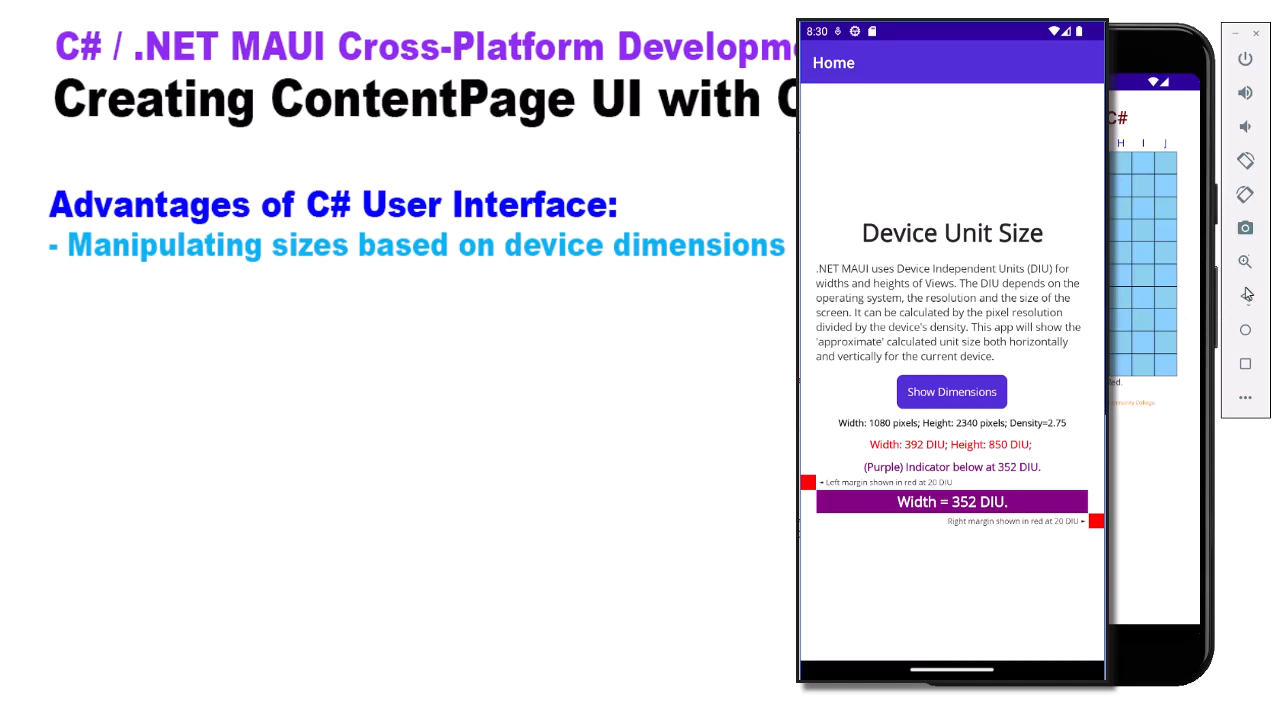 C# / .NET MAUI Cross-Platform Developme
Creating ContentPage UI with C
Advantages of C# User Interface:
- Manipulating sizes based on device dimensions
8:30
Home
Device Unit Size
.NET MAUI uses Device Independent Units (DIU) for
widths and heights of Views. The DIU depends on the
operating system, the resolution and the size of the
screen. It can be calculated by the pixel resolution
divided by the device's density. This app will show the
'approximate' calculated unit size both horizontally
and vertically for the current device.
Show Dimensions
Width: 1080 pixels; Height: 2340 pixels; Density=2.75
Width: 392 DIU; Height: 850 DIU;
(Purple) Indicator below at 352 DIU.
Left margin shown in red at 20 DIU
Width = 352 DIU.
Right margin shown in red at 20 DIU
C#
H I J